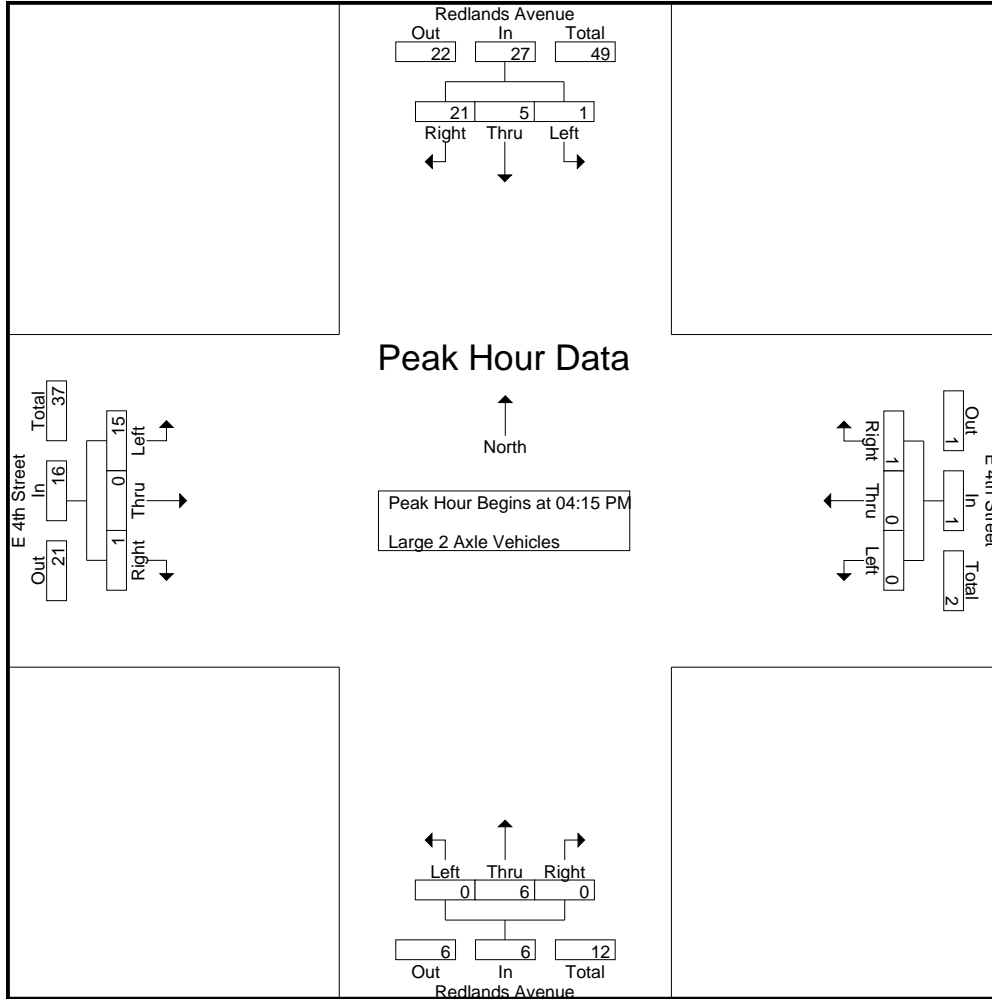 Redlands Avenue
Out In Total
22 27 49
21 5 1
Right Thru Left
Peak Hour Data
North
Peak Hour Begins at 04:15 PM
Large 2 Axle Vehicles
E 4th Street
Total In Out
37 16 21
15 0 1
Left Thru Right
E 4th Street
Out In Total
1 1 2
Right Thru Left
1 0 0
Left Thru Right
0 6 0
6 6 12
Out In Total
Redlands Avenue